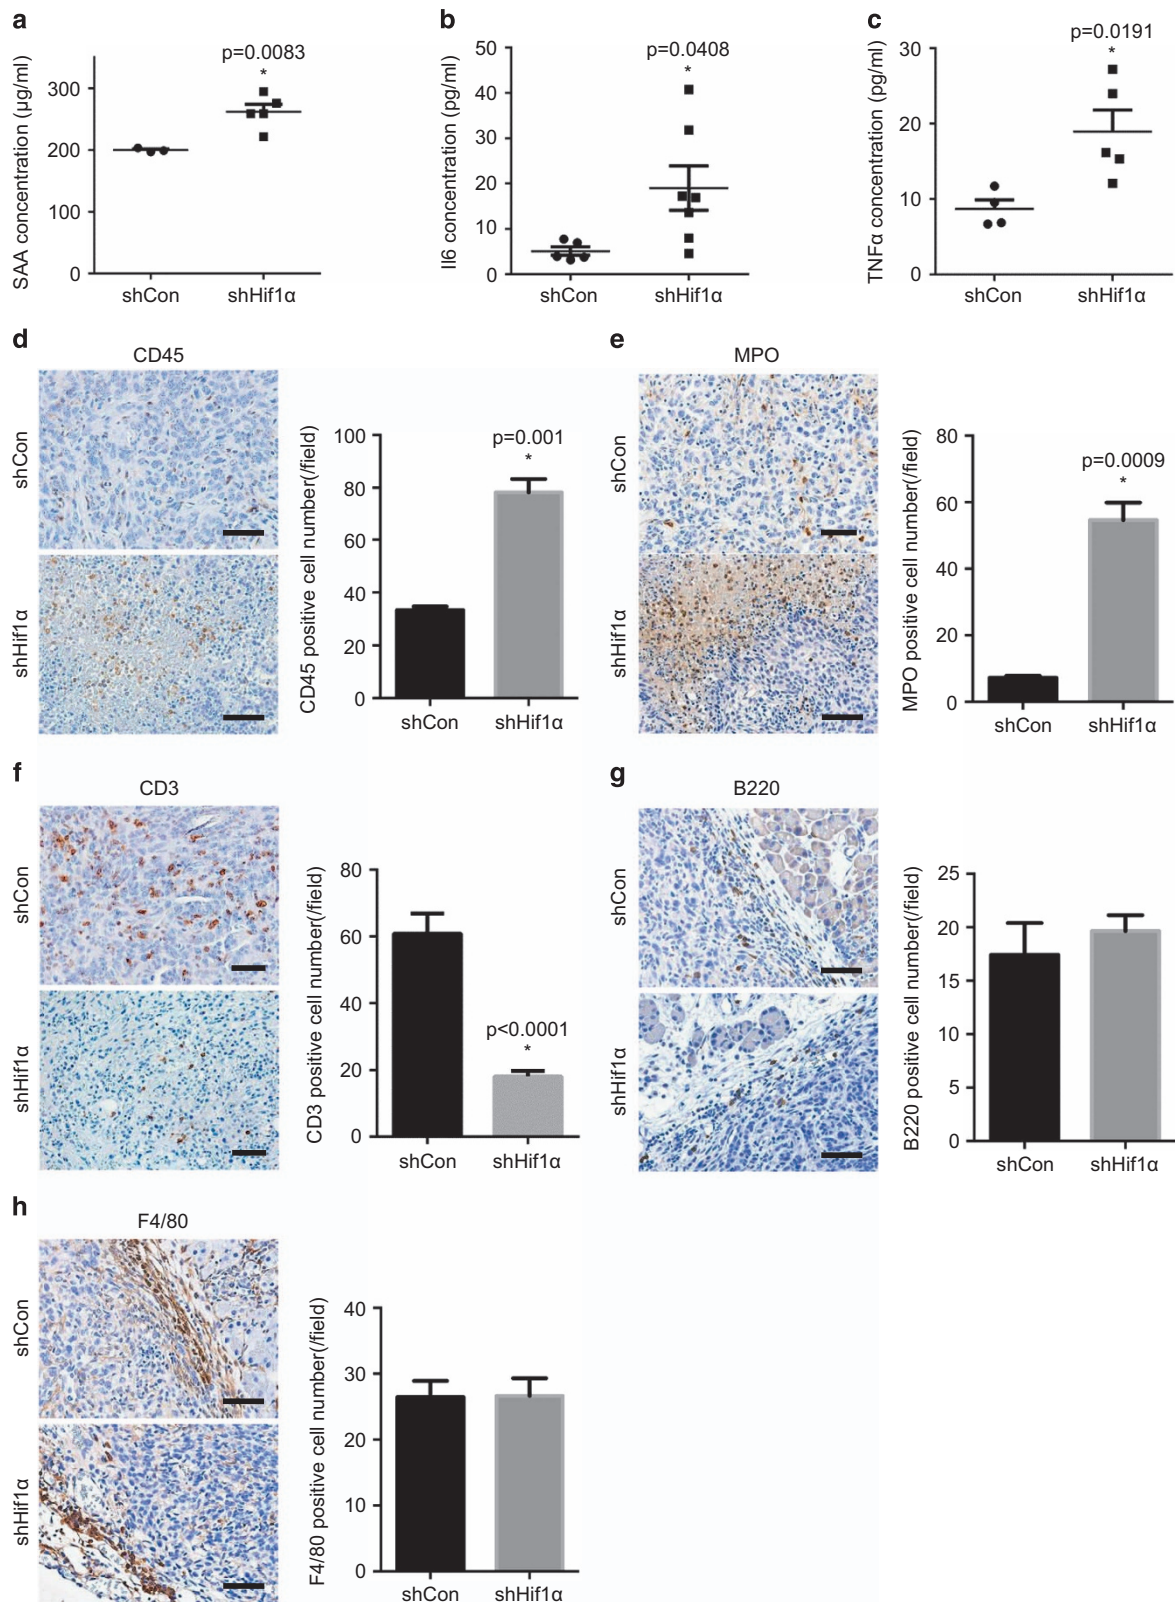 a
SAA concentration (µg/ml)
300
200
100
0
p=0.0083
*
shCon
shHif1α
b
Il6 concentration (pg/ml)
50
40
30
20
10
0
p=0.0408
*
shCon
shHif1α
c
TNFα concentration (pg/ml)
30
20
10
0
p=0.0191
*
shCon
shHif1α
d
CD45
shCon
shHif1α
CD45 positive cell number(/field)
100
80
60
40
20
0
p=0.001
*
shCon
shHif1α
e
MPO
shCon
shHif1α
MPO positive cell number(/field)
80
60
40
20
0
p=0.0009
*
shCon
shHif1α
f
CD3
shCon
shHif1α
CD3 positive cell number(/field)
80
60
40
20
0
p<0.0001
*
shCon
shHif1α
g
B220
shCon
shHif1α
B220 positive cell number(/field)
25
20
15
10
5
0
shCon
shHif1α
h
F4/80
shCon
shHif1α
F4/80 positive cell number(/field)
40
30
20
10
0
shCon
shHif1α